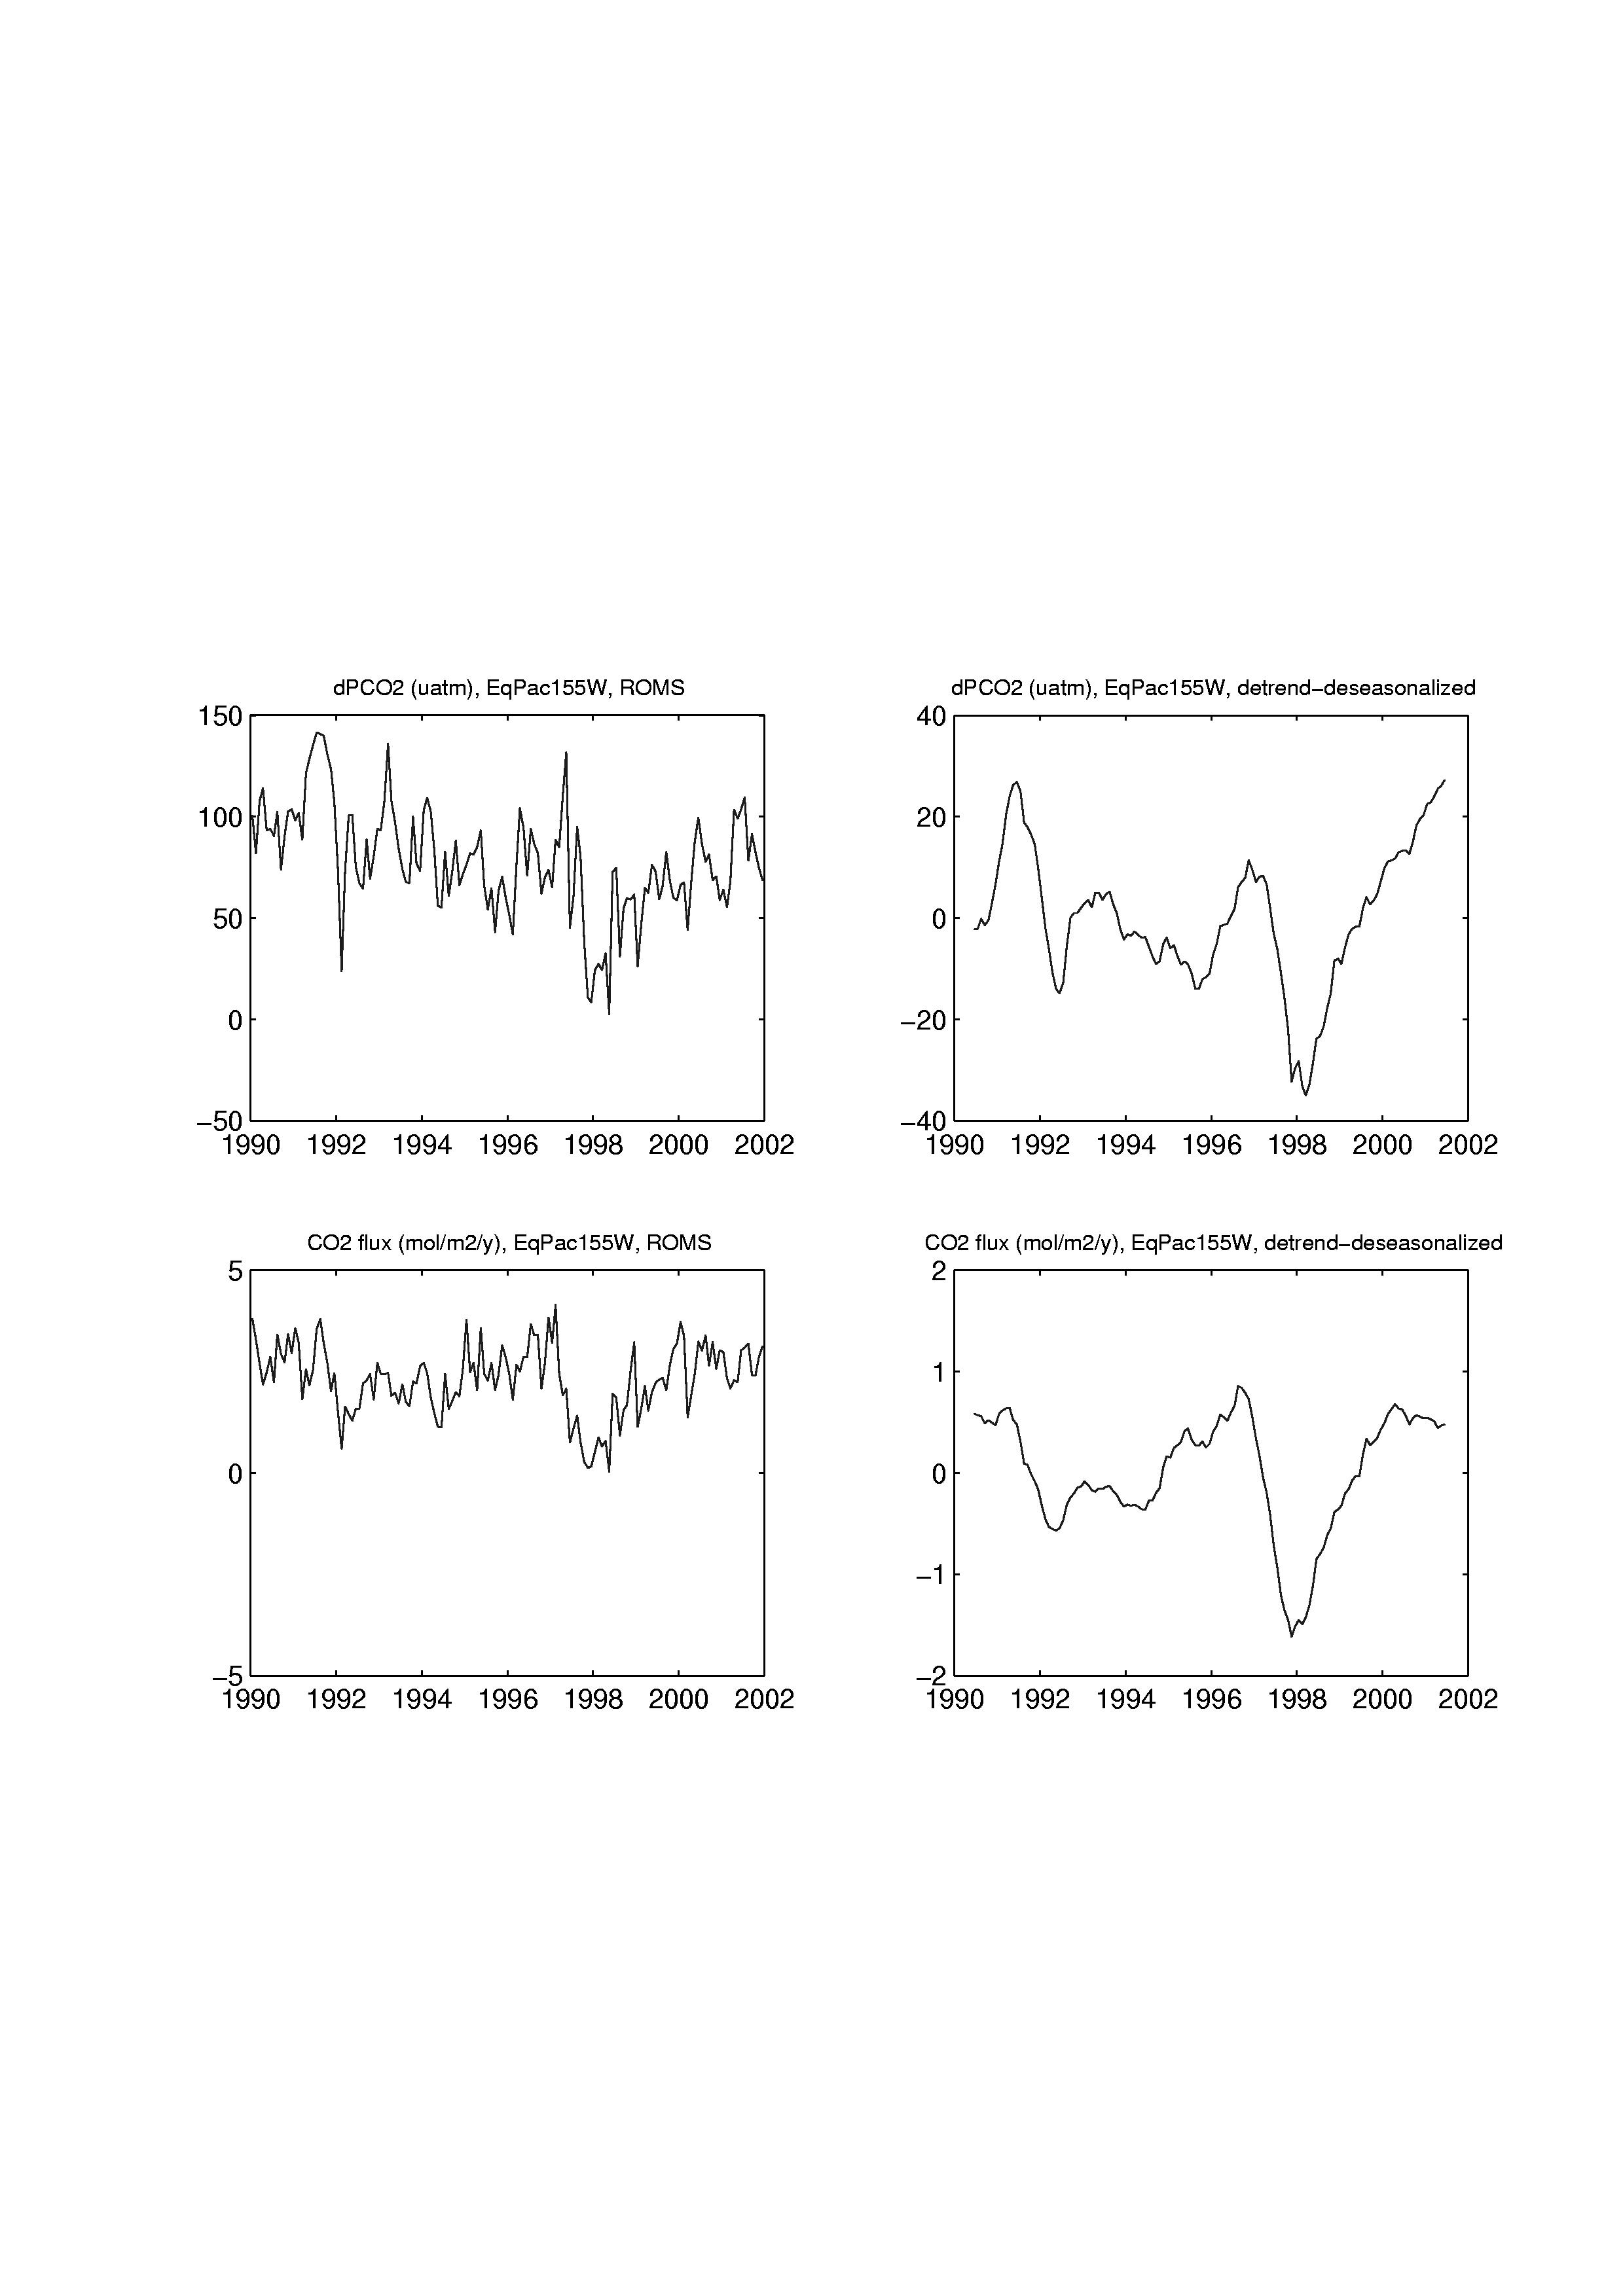 dPCO2 (uatm), EqPac155W, ROMS
150
100
50
0
−50
1990 1992 1994 1996 1998 2000 2002
dPCO2 (uatm), EqPac155W, detrend−deseasonalized
40
20
0
−20
−40
1990 1992 1994 1996 1998 2000 2002
CO2 flux (mol/m2/y), EqPac155W, ROMS
5
0
−5
1990 1992 1994 1996 1998 2000 2002
CO2 flux (mol/m2/y), EqPac155W, detrend−deseasonalized
2
1
0
−1
−2
1990 1992 1994 1996 1998 2000 2002